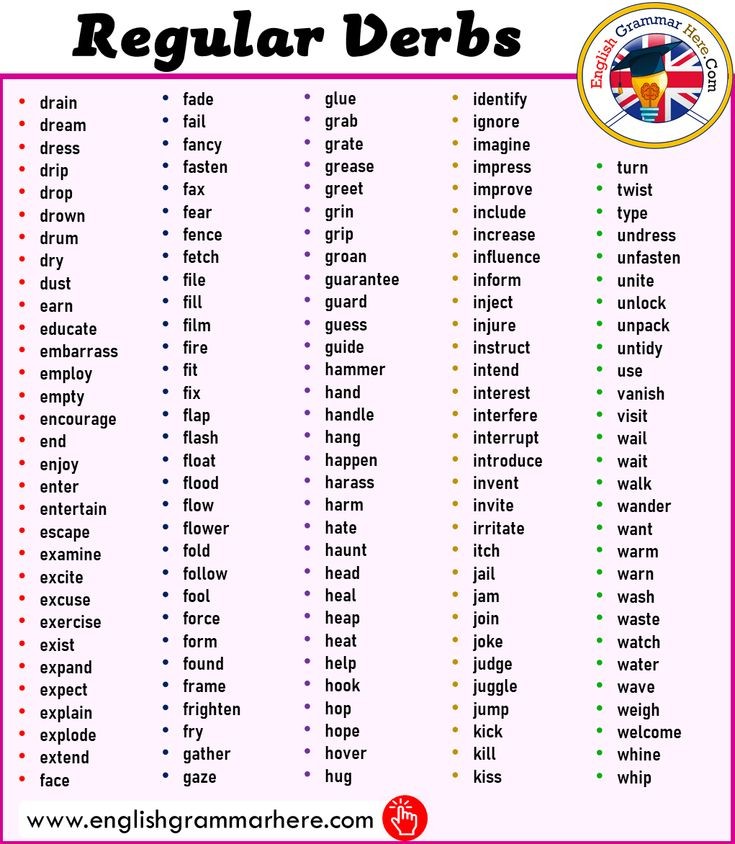 Regular Verbs
English Grammar Here.Com
drain
dream
dress
drip
drop
drown
drum
dry
dust
earn
educate
embarrass
employ
empty
encourage
end
enjoy
enter
entertain
escape
examine
excite
excuse
exercise
exist
expand
expect
explain
explode
extend
face
fade
fail
fancy
fasten
fax
fear
fence
fetch
file
fill
film
fire
fit
fix
flap
flash
float
flood
flow
flower
fold
follow
fool
force
form
found
frame
frighten
fry
gather
gaze
glue
grab
grate
grease
greet
grin
grip
groan
guarantee
guard
guess
guide
hammer
hand
handle
hang
happen
harass
harm
hate
haunt
head
heal
heap
heat
help
hook
hop
hope
hover
hug
identify
ignore
imagine
impress
improve
include
increase
influence
inform
inject
injure
instruct
intend
interest
interfere
interrupt
introduce
invent
invite
irritate
itch
jail
jam
join
joke
judge
juggle
jump
kick
kill
kiss
turn
twist
type
undress
unfasten
unite
unlock
unpack
untidy
use
vanish
visit
wail
wait
walk
wander
want
warm
warn
wash
waste
watch
water
wave
weigh
welcome
whine
whip
www.englishgrammarhere.com